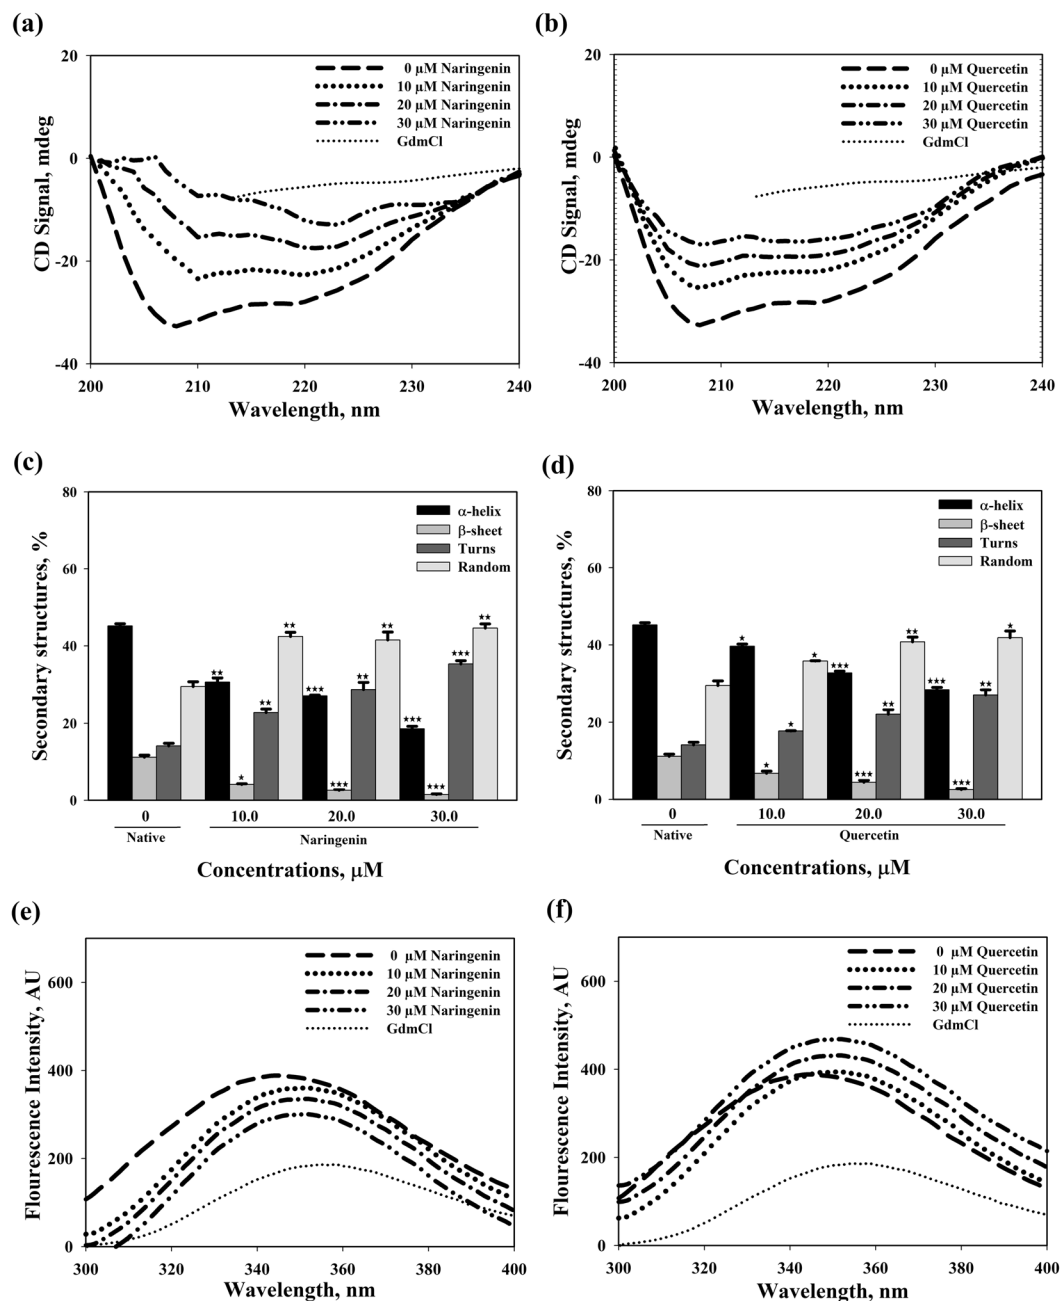 (a)
20
0
-20
-40
CD Signal, mdeg
0 µM Naringenin
10 µM Naringenin
20 µM Naringenin
30 µM Naringenin
GdmCl
200 210 220 230 240
Wavelength, nm
(b)
20
0
-20
-40
CD Signal, mdeg
0 µM Quercetin
10 µM Quercetin
20 µM Quercetin
30 µM Quercetin
GdmCl
200 210 220 230 240
Wavelength, nm
(c)
80
60
40
20
0
Secondary structures, %
α-helix
β-sheet
Turns
Random
★★ ★ ★★ ★★
★★★ ★★★ ★★ ★★
★★★ ★★★ ★★★ ★★
0 10.0 20.0 30.0
Native Naringenin
Concentrations, µM
(d)
80
60
40
20
0
Secondary structures, %
α-helix
β-sheet
Turns
Random
★ ★ ★ ★
★★★ ★★★ ★★ ★★
★★★ ★★★ ★★ ★
0 10.0 20.0 30.0
Native Quercetin
Concentrations, µM
(e)
600
400
200
0
Flourescence Intensity, AU
0 µM Naringenin
10 µM Naringenin
20 µM Naringenin
30 µM Naringenin
GdmCl
300 320 340 360 380 400
Wavelength, nm
(f)
600
400
200
0
Flourescence Intensity, AU
0 µM Quercetin
10 µM Quercetin
20 µM Quercetin
30 µM Quercetin
GdmCl
300 320 340 360 380 400
Wavelength, nm